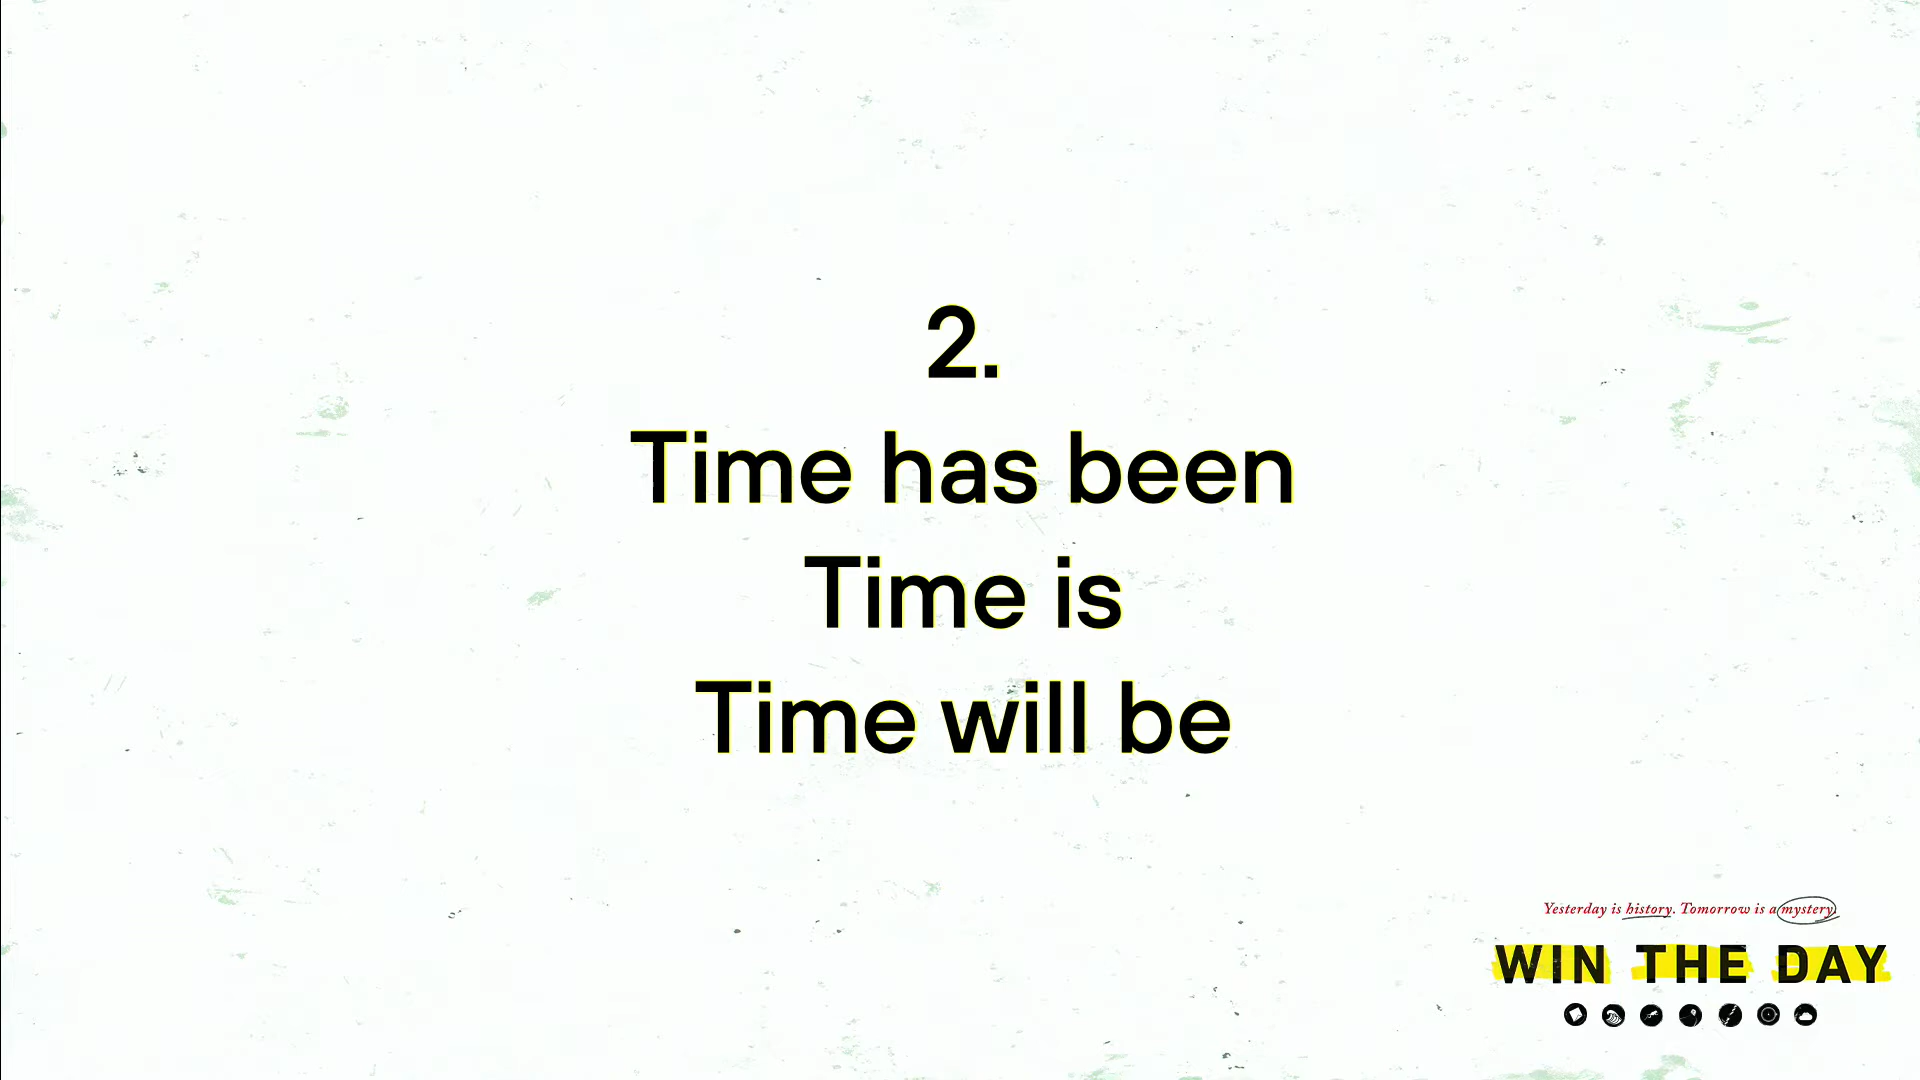 2.
Time has been
Time is
Time will be
Yesterday is history. Tomorrow is a mystery.
WIN THE DAY